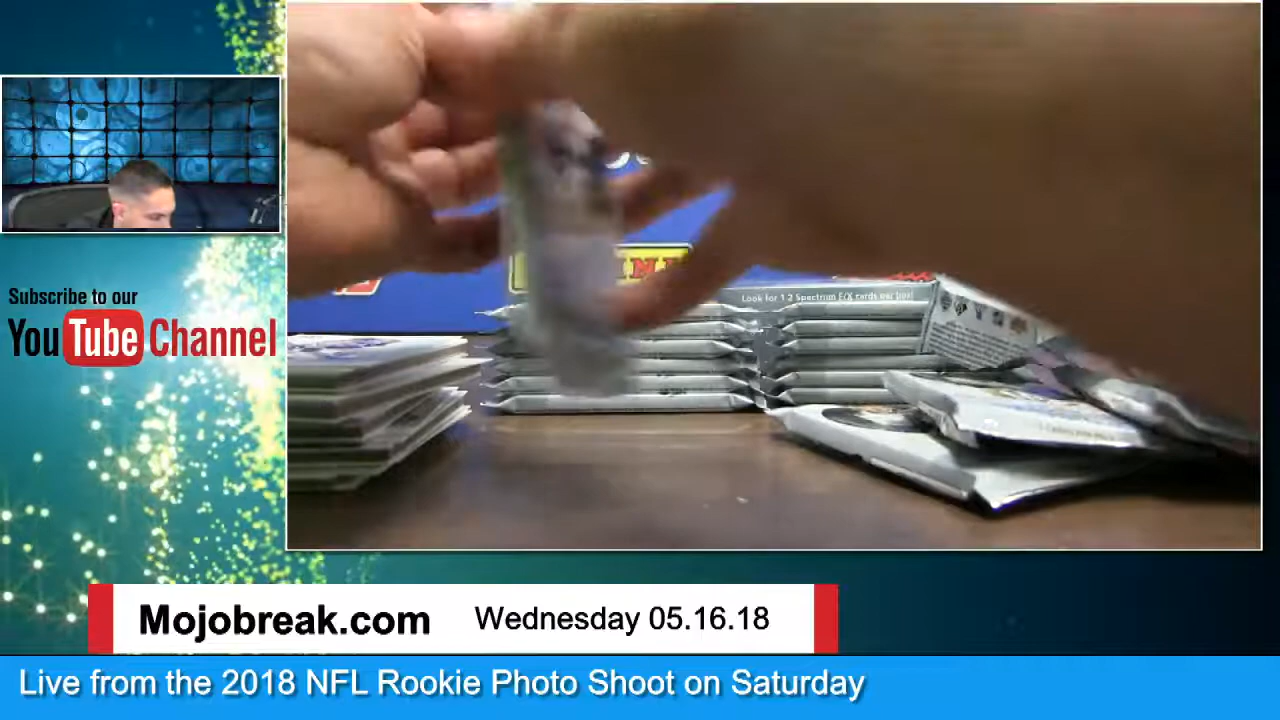 Subscribe to our
YouTube Channel
Look for 1-2 Spectrum F/X cards per box!
Mojobreak.com
Wednesday 05.16.18
Live from the 2018 NFL Rookie Photo Shoot on Saturday